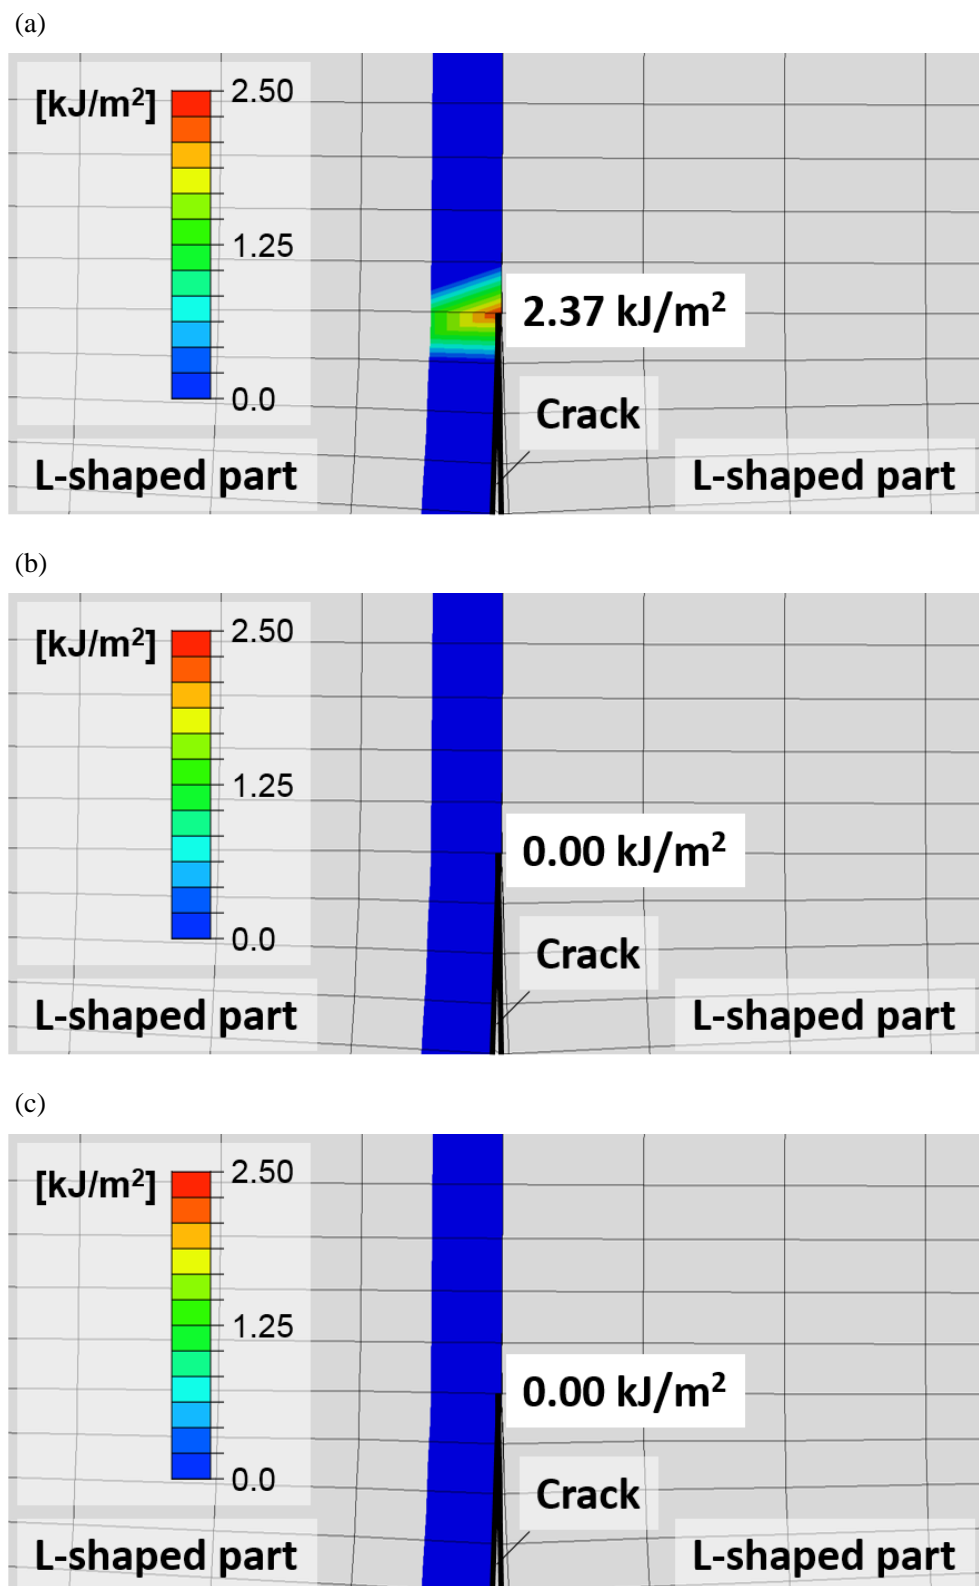 (a)
[kJ/m²]
2.50
1.25
0.0
2.37 kJ/m²
Crack
L-shaped part
L-shaped part
(b)
[kJ/m²]
2.50
1.25
0.0
0.00 kJ/m²
Crack
L-shaped part
L-shaped part
(c)
[kJ/m²]
2.50
1.25
0.0
0.00 kJ/m²
Crack
L-shaped part
L-shaped part